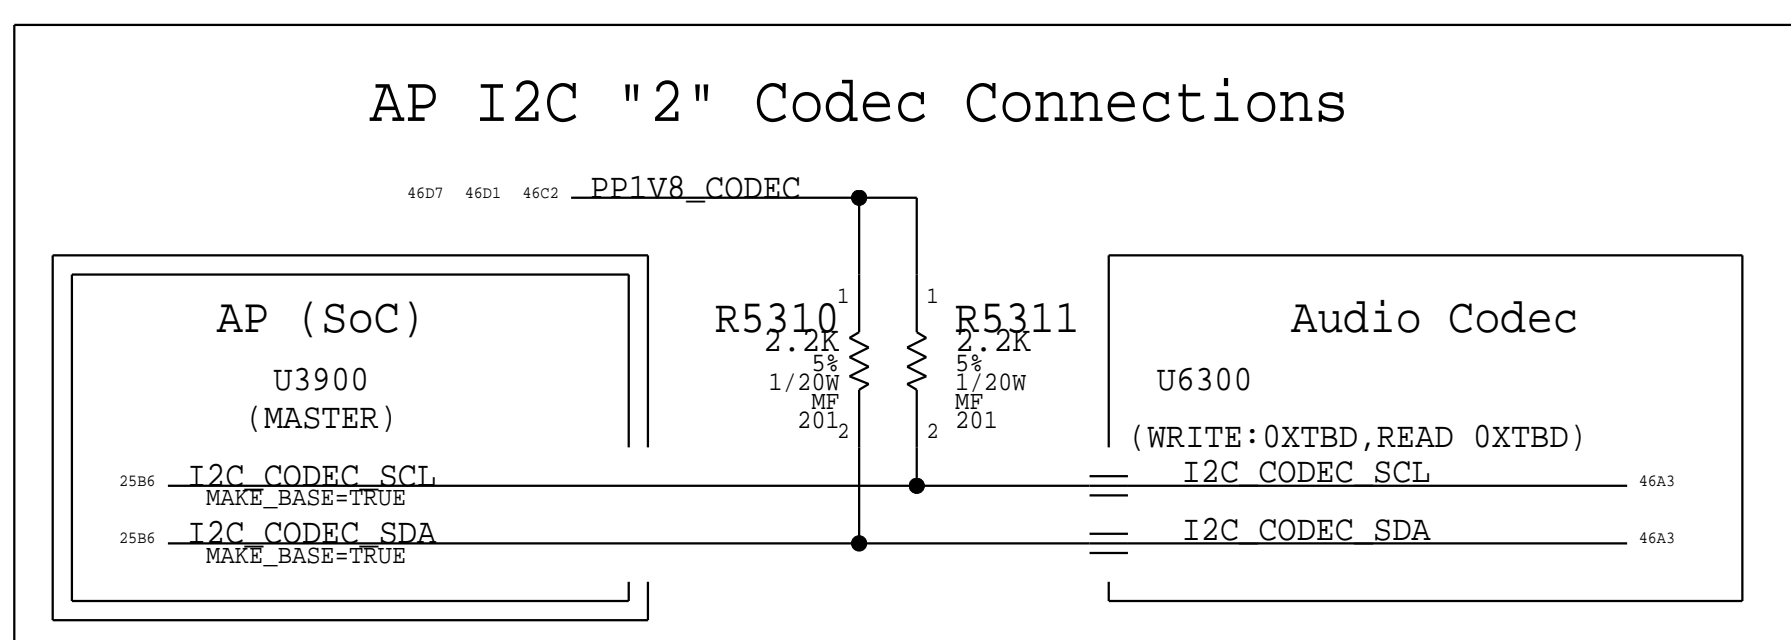 AP I2C "2" Codec Connections
46D7 46D1 46C2 PP1V8_CODEC
AP (SoC)
U3900
(MASTER)
R5310
2.2K
5%
1/20W
MF
201
1
2
1
2
R5311
2.2K
5%
1/20W
MF
201
Audio Codec
U6300
(WRITE:0XTBD,READ 0XTBD)
25B6 I2C_CODEC_SCL
MAKE_BASE=TRUE
I2C_CODEC_SCL 46A3
25B6 I2C_CODEC_SDA
MAKE_BASE=TRUE
I2C_CODEC_SDA 46A3